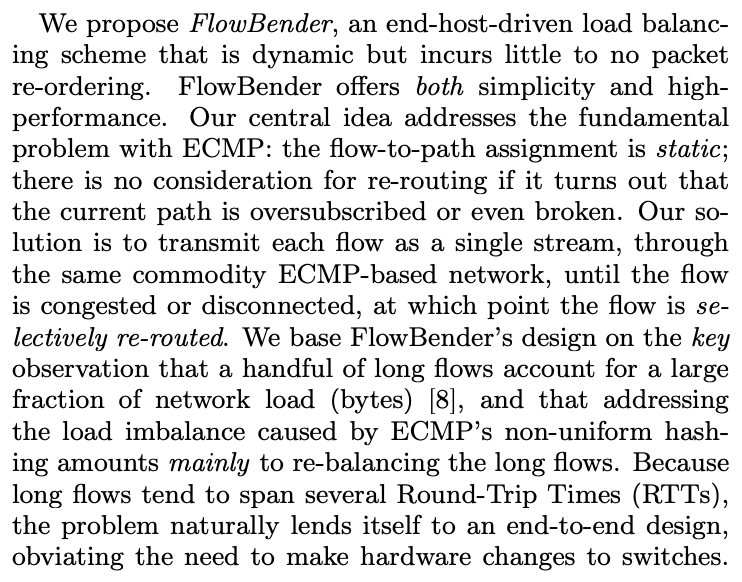 We propose FlowBender, an end-host-driven load balanc-
ing scheme that is dynamic but incurs little to no packet
re-ordering. FlowBender offers both simplicity and high-
performance. Our central idea addresses the fundamental
problem with ECMP: the flow-to-path assignment is static;
there is no consideration for re-routing if it turns out that
the current path is oversubscribed or even broken. Our so-
lution is to transmit each flow as a single stream, through
the same commodity ECMP-based network, until the flow
is congested or disconnected, at which point the flow is se-
lectively re-routed. We base FlowBender's design on the key
observation that a handful of long flows account for a large
fraction of network load (bytes) [8], and that addressing
the load imbalance caused by ECMP's non-uniform hash-
ing amounts mainly to re-balancing the long flows. Because
long flows tend to span several Round-Trip Times (RTTs),
the problem naturally lends itself to an end-to-end design,
obviating the need to make hardware changes to switches.